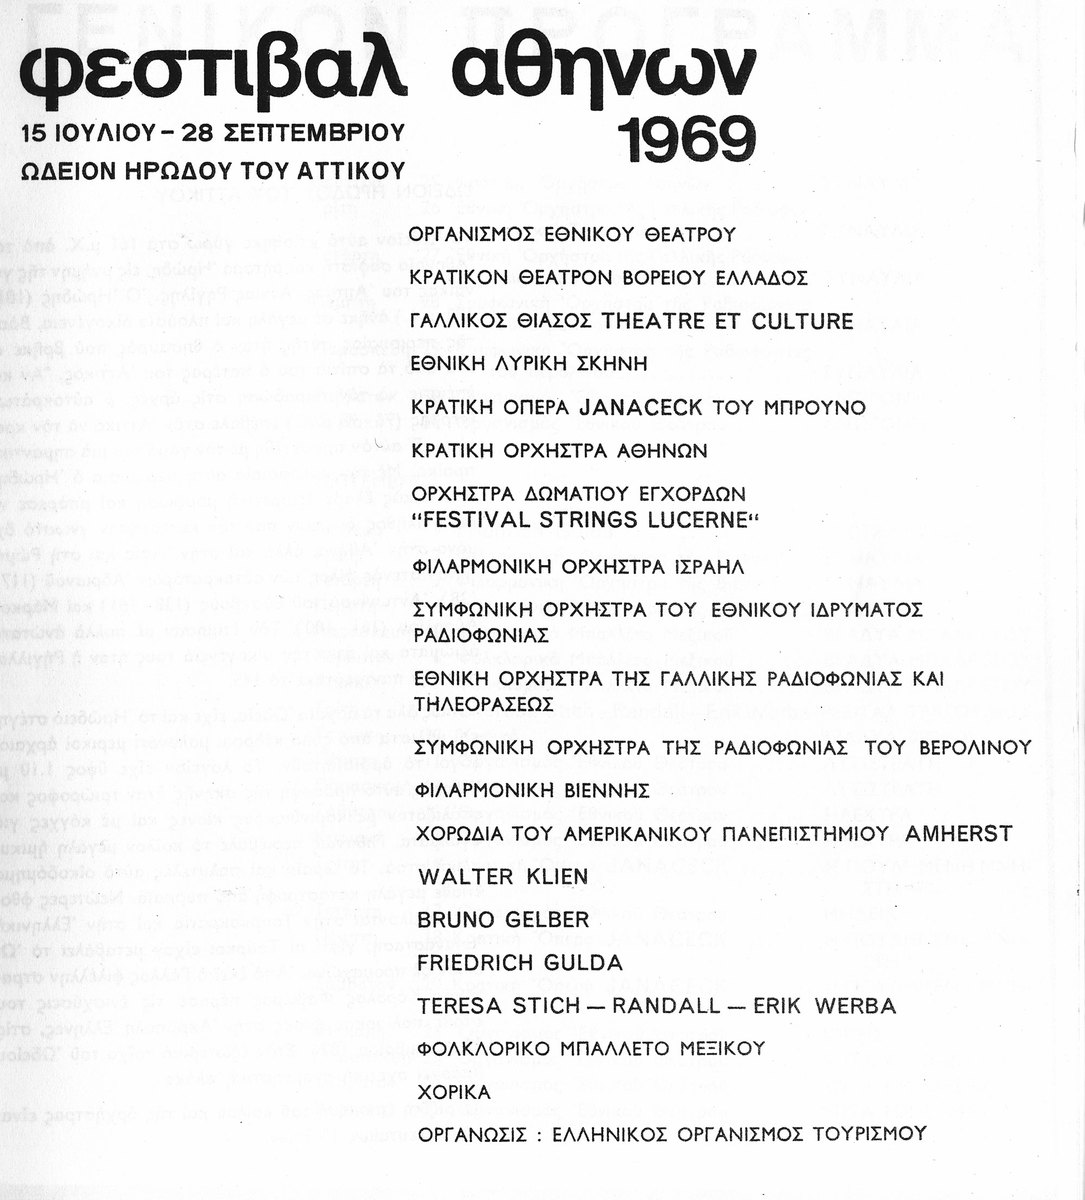 φεστιβαλ αθηνων
15 ΙΟΥΛΙΟΥ – 28 ΣΕΠΤΕΜΒΡΙΟΥ 1969
ΩΔΕΙΟΝ ΗΡΩΔΟΥ ΤΟΥ ΑΤΤΙΚΟΥ
ΟΡΓΑΝΙΣΜΟΣ ΕΘΝΙΚΟΥ ΘΕΑΤΡΟΥ
ΚΡΑΤΙΚΟΝ ΘΕΑΤΡΟΝ ΒΟΡΕΙΟΥ ΕΛΛΑΔΟΣ
ΓΑΛΛΙΚΟΣ ΘΙΑΣΟΣ THEATRE ET CULTURE
ΕΘΝΙΚΗ ΛΥΡΙΚΗ ΣΚΗΝΗ
ΚΡΑΤΙΚΗ ΟΠΕΡΑ JANACECK ΤΟΥ ΜΠΡΟΥΝΟ
ΚΡΑΤΙΚΗ ΟΡΧΗΣΤΡΑ ΑΘΗΝΩΝ
ΟΡΧΗΣΤΡΑ ΔΩΜΑΤΙΟΥ ΕΓΧΟΡΔΩΝ
“FESTIVAL STRINGS LUCERNE“
ΦΙΛΑΡΜΟΝΙΚΗ ΟΡΧΗΣΤΡΑ ΙΣΡΑΗΛ
ΣΥΜΦΩΝΙΚΗ ΟΡΧΗΣΤΡΑ ΤΟΥ ΕΘΝΙΚΟΥ ΙΔΡΥΜΑΤΟΣ
ΡΑΔΙΟΦΩΝΙΑΣ
ΕΘΝΙΚΗ ΟΡΧΗΣΤΡΑ ΤΗΣ ΓΑΛΛΙΚΗΣ ΡΑΔΙΟΦΩΝΙΑΣ ΚΑΙ
ΤΗΛΕΟΡΑΣΕΩΣ
ΣΥΜΦΩΝΙΚΗ ΟΡΧΗΣΤΡΑ ΤΗΣ ΡΑΔΙΟΦΩΝΙΑΣ ΤΟΥ ΒΕΡΟΛΙΝΟΥ
ΦΙΛΑΡΜΟΝΙΚΗ ΒΙΕΝΝΗΣ
ΧΟΡΩΔΙΑ ΤΟΥ ΑΜΕΡΙΚΑΝΙΚΟΥ ΠΑΝΕΠΙΣΤΗΜΙΟΥ AMHERST
WALTER KLIEN
BRUNO GELBER
FRIEDRICH GULDA
TERESA STICH – RANDALL – ERIK WERBA
ΦΟΛΚΛΟΡΙΚΟ ΜΠΑΛΛΕΤΟ ΜΕΞΙΚΟΥ
ΧΟΡΙΚΑ
ΟΡΓΑΝΩΣΙΣ : ΕΛΛΗΝΙΚΟΣ ΟΡΓΑΝΙΣΜΟΣ ΤΟΥΡΙΣΜΟΥ